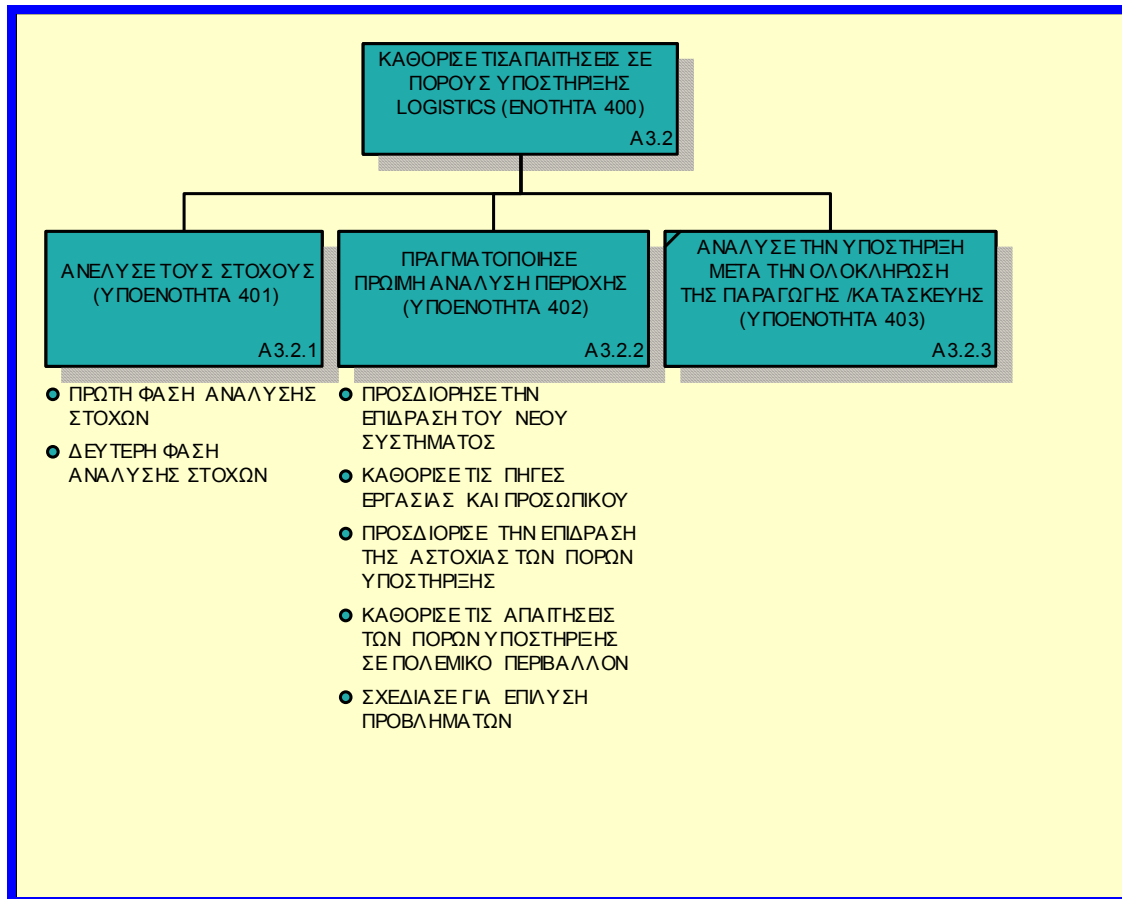 ΚΑΘΟΡΙΣΕ ΤΙΣΑΠΑΙΤΗΣΕΙΣ ΣΕ
ΠΟΡΟΥΣ ΥΠΟΣΤΗΡΙΞΗΣ
LOGISTICS (ΕΝΟΤΗΤΑ 400)
A3.2
ΑΝΕΛΥΣΕ ΤΟΥΣ ΣΤΟΧΟΥΣ
(ΥΠΟΕΝΟΤΗΤΑ 401)
A3.2.1
ΠΡΑΓΜΑΤΟΠΟΙΗΣΕ
ΠΡΩΙΜΗ ΑΝΑΛΥΣΗ ΠΕΡΙΟΧΗΣ
(ΥΠΟΕΝΟΤΗΤΑ 402)
A3.2.2
ΑΝΑΛΥΣΕ ΤΗΝ ΥΠΟΣΤΗΡΙΞΗ
ΜΕΤΑ ΤΗΝ ΟΛΟΚΛΗΡΩΣΗ
ΤΗΣ ΠΑΡΑΓΩΓΗΣ /ΚΑΤΑΣΚΕΥΗΣ
(ΥΠΟΕΝΟΤΗΤΑ 403)
A3.2.3
ΠΡΩΤΗ ΦΑΣΗ ΑΝΑΛΥΣΗΣ
ΣΤΟΧΩΝ
ΔΕΥΤΕΡΗ ΦΑΣΗ
ΑΝΑΛΥΣΗΣ ΣΤΟΧΩΝ
ΠΡΟΣΔΙΟΡΗΣΕ ΤΗΝ
ΕΠΙΔΡΑΣΗ ΤΟΥ ΝΕΟΥ
ΣΥΣΤΗΜΑΤΟΣ
ΚΑΘΟΡΙΣΕ ΤΙΣ ΠΗΓΕΣ
ΕΡΓΑΣΙΑΣ ΚΑΙ ΠΡΟΣΩΠΙΚΟΥ
ΠΡΟΣΔΙΟΡΙΣΕ ΤΗΝ ΕΠΙΔΡΑΣΗ
ΤΗΣ ΑΣΤΟΧΙΑΣ ΤΩΝ ΠΟΡΩΝ
ΥΠΟΣΤΗΡΙΞΗΣ
ΚΑΘΟΡΙΣΕ ΤΙΣ ΑΠΑΙΤΗΣΕΙΣ
ΤΩΝ ΠΟΡΩΝ ΥΠΟΣΤΗΡΙΞΗΣ
ΣΕ ΠΟΛΕΜΙΚΟ ΠΕΡΙΒΑΛΛΟΝ
ΣΧΕΔΙΑΣΕ ΓΙΑ ΕΠΙΛΥΣΗ
ΠΡΟΒΛΗΜΑΤΩΝ